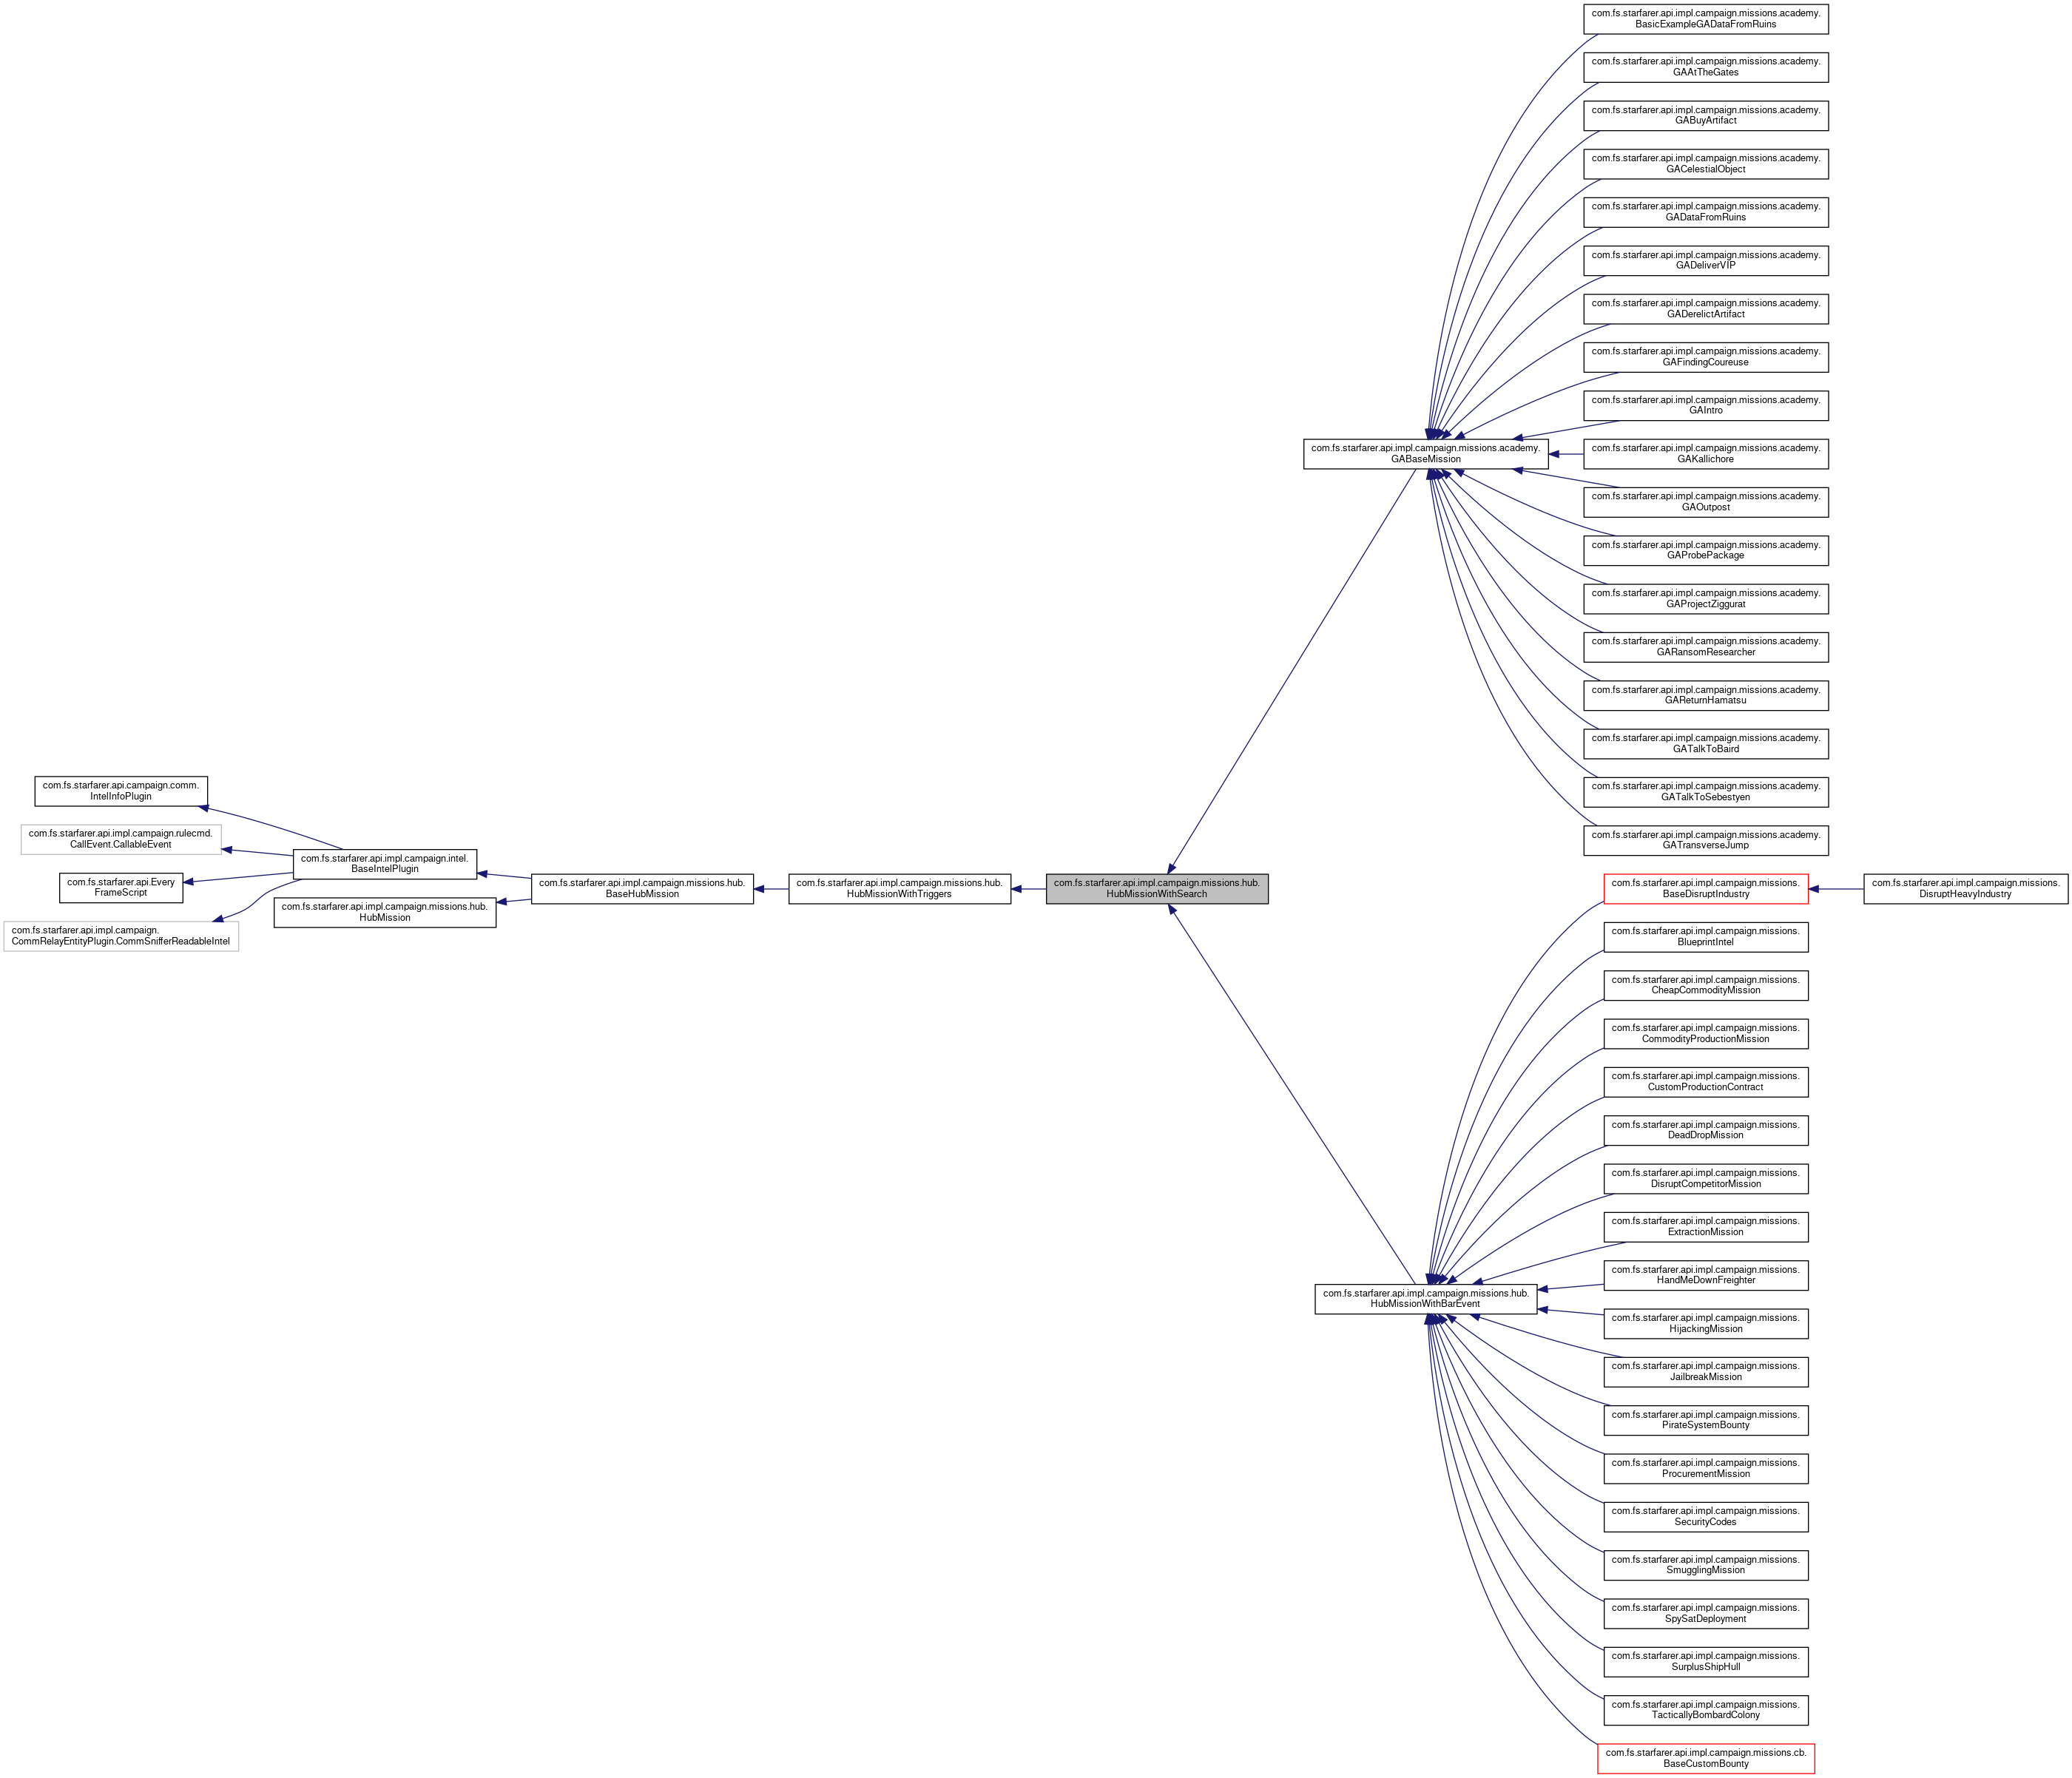 com.fs.starfarer.api.campaign.comm.
IntelInfoPlugin
com.fs.starfarer.api.impl.campaign.rulecmd.
CallEvent.CallableEvent
com.fs.starfarer.api.Every
FrameScript
com.fs.starfarer.api.impl.campaign.
CommRelayEntityPlugin.CommSnifferReadableIntel
com.fs.starfarer.api.impl.campaign.intel.
BaseIntelPlugin
com.fs.starfarer.api.impl.campaign.missions.hub.
HubMission
com.fs.starfarer.api.impl.campaign.missions.hub.
BaseHubMission
com.fs.starfarer.api.impl.campaign.missions.hub.
HubMissionWithTriggers
com.fs.starfarer.api.impl.campaign.missions.hub.
HubMissionWithSearch
com.fs.starfarer.api.impl.campaign.missions.academy.
GABaseMission
com.fs.starfarer.api.impl.campaign.missions.academy.
BasicExampleGADataFromRuins
com.fs.starfarer.api.impl.campaign.missions.academy.
GAAtTheGates
com.fs.starfarer.api.impl.campaign.missions.academy.
GABuyArtifact
com.fs.starfarer.api.impl.campaign.missions.academy.
GACelestialObject
com.fs.starfarer.api.impl.campaign.missions.academy.
GADataFromRuins
com.fs.starfarer.api.impl.campaign.missions.academy.
GADeliverVIP
com.fs.starfarer.api.impl.campaign.missions.academy.
GADerelictArtifact
com.fs.starfarer.api.impl.campaign.missions.academy.
GAFindingCoureuse
com.fs.starfarer.api.impl.campaign.missions.academy.
GAIntro
com.fs.starfarer.api.impl.campaign.missions.academy.
GAKallichore
com.fs.starfarer.api.impl.campaign.missions.academy.
GAOutpost
com.fs.starfarer.api.impl.campaign.missions.academy.
GAProbePackage
com.fs.starfarer.api.impl.campaign.missions.academy.
GAProjectZiggurat
com.fs.starfarer.api.impl.campaign.missions.academy.
GARansomResearcher
com.fs.starfarer.api.impl.campaign.missions.academy.
GAReturnHamatsu
com.fs.starfarer.api.impl.campaign.missions.academy.
GATalkToBaird
com.fs.starfarer.api.impl.campaign.missions.academy.
GATalkToSebestyen
com.fs.starfarer.api.impl.campaign.missions.academy.
GATransverseJump
com.fs.starfarer.api.impl.campaign.missions.hub.
HubMissionWithBarEvent
com.fs.starfarer.api.impl.campaign.missions.
BaseDisruptIndustry
com.fs.starfarer.api.impl.campaign.missions.
DisruptHeavyIndustry
com.fs.starfarer.api.impl.campaign.missions.
BlueprintIntel
com.fs.starfarer.api.impl.campaign.missions.
CheapCommodityMission
com.fs.starfarer.api.impl.campaign.missions.
CommodityProductionMission
com.fs.starfarer.api.impl.campaign.missions.
CustomProductionContract
com.fs.starfarer.api.impl.campaign.missions.
DeadDropMission
com.fs.starfarer.api.impl.campaign.missions.
DisruptCompetitorMission
com.fs.starfarer.api.impl.campaign.missions.
ExtractionMission
com.fs.starfarer.api.impl.campaign.missions.
HandMeDownFreighter
com.fs.starfarer.api.impl.campaign.missions.
HijackingMission
com.fs.starfarer.api.impl.campaign.missions.
JailbreakMission
com.fs.starfarer.api.impl.campaign.missions.
PirateSystemBounty
com.fs.starfarer.api.impl.campaign.missions.
ProcurementMission
com.fs.starfarer.api.impl.campaign.missions.
SecurityCodes
com.fs.starfarer.api.impl.campaign.missions.
SmugglingMission
com.fs.starfarer.api.impl.campaign.missions.
SpySatDeployment
com.fs.starfarer.api.impl.campaign.missions.
SurplusShipHull
com.fs.starfarer.api.impl.campaign.missions.
TacticallyBombardColony
com.fs.starfarer.api.impl.campaign.missions.cb.
BaseCustomBounty